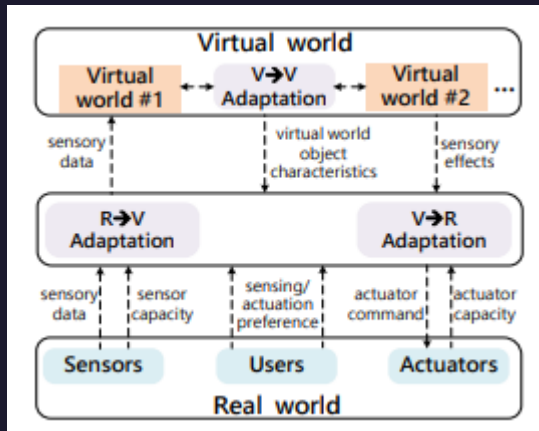 Virtual world
Virtual
world #1
V→V
Adaptation
Virtual
world #2
...
sensory
data
virtual world
object
characteristics
sensory
effects
R→V
Adaptation
V→R
Adaptation
sensory
data
sensor
capacity
sensing/
actuation
preference
actuator
command
actuator
capacity
Sensors
Users
Actuators
Real world